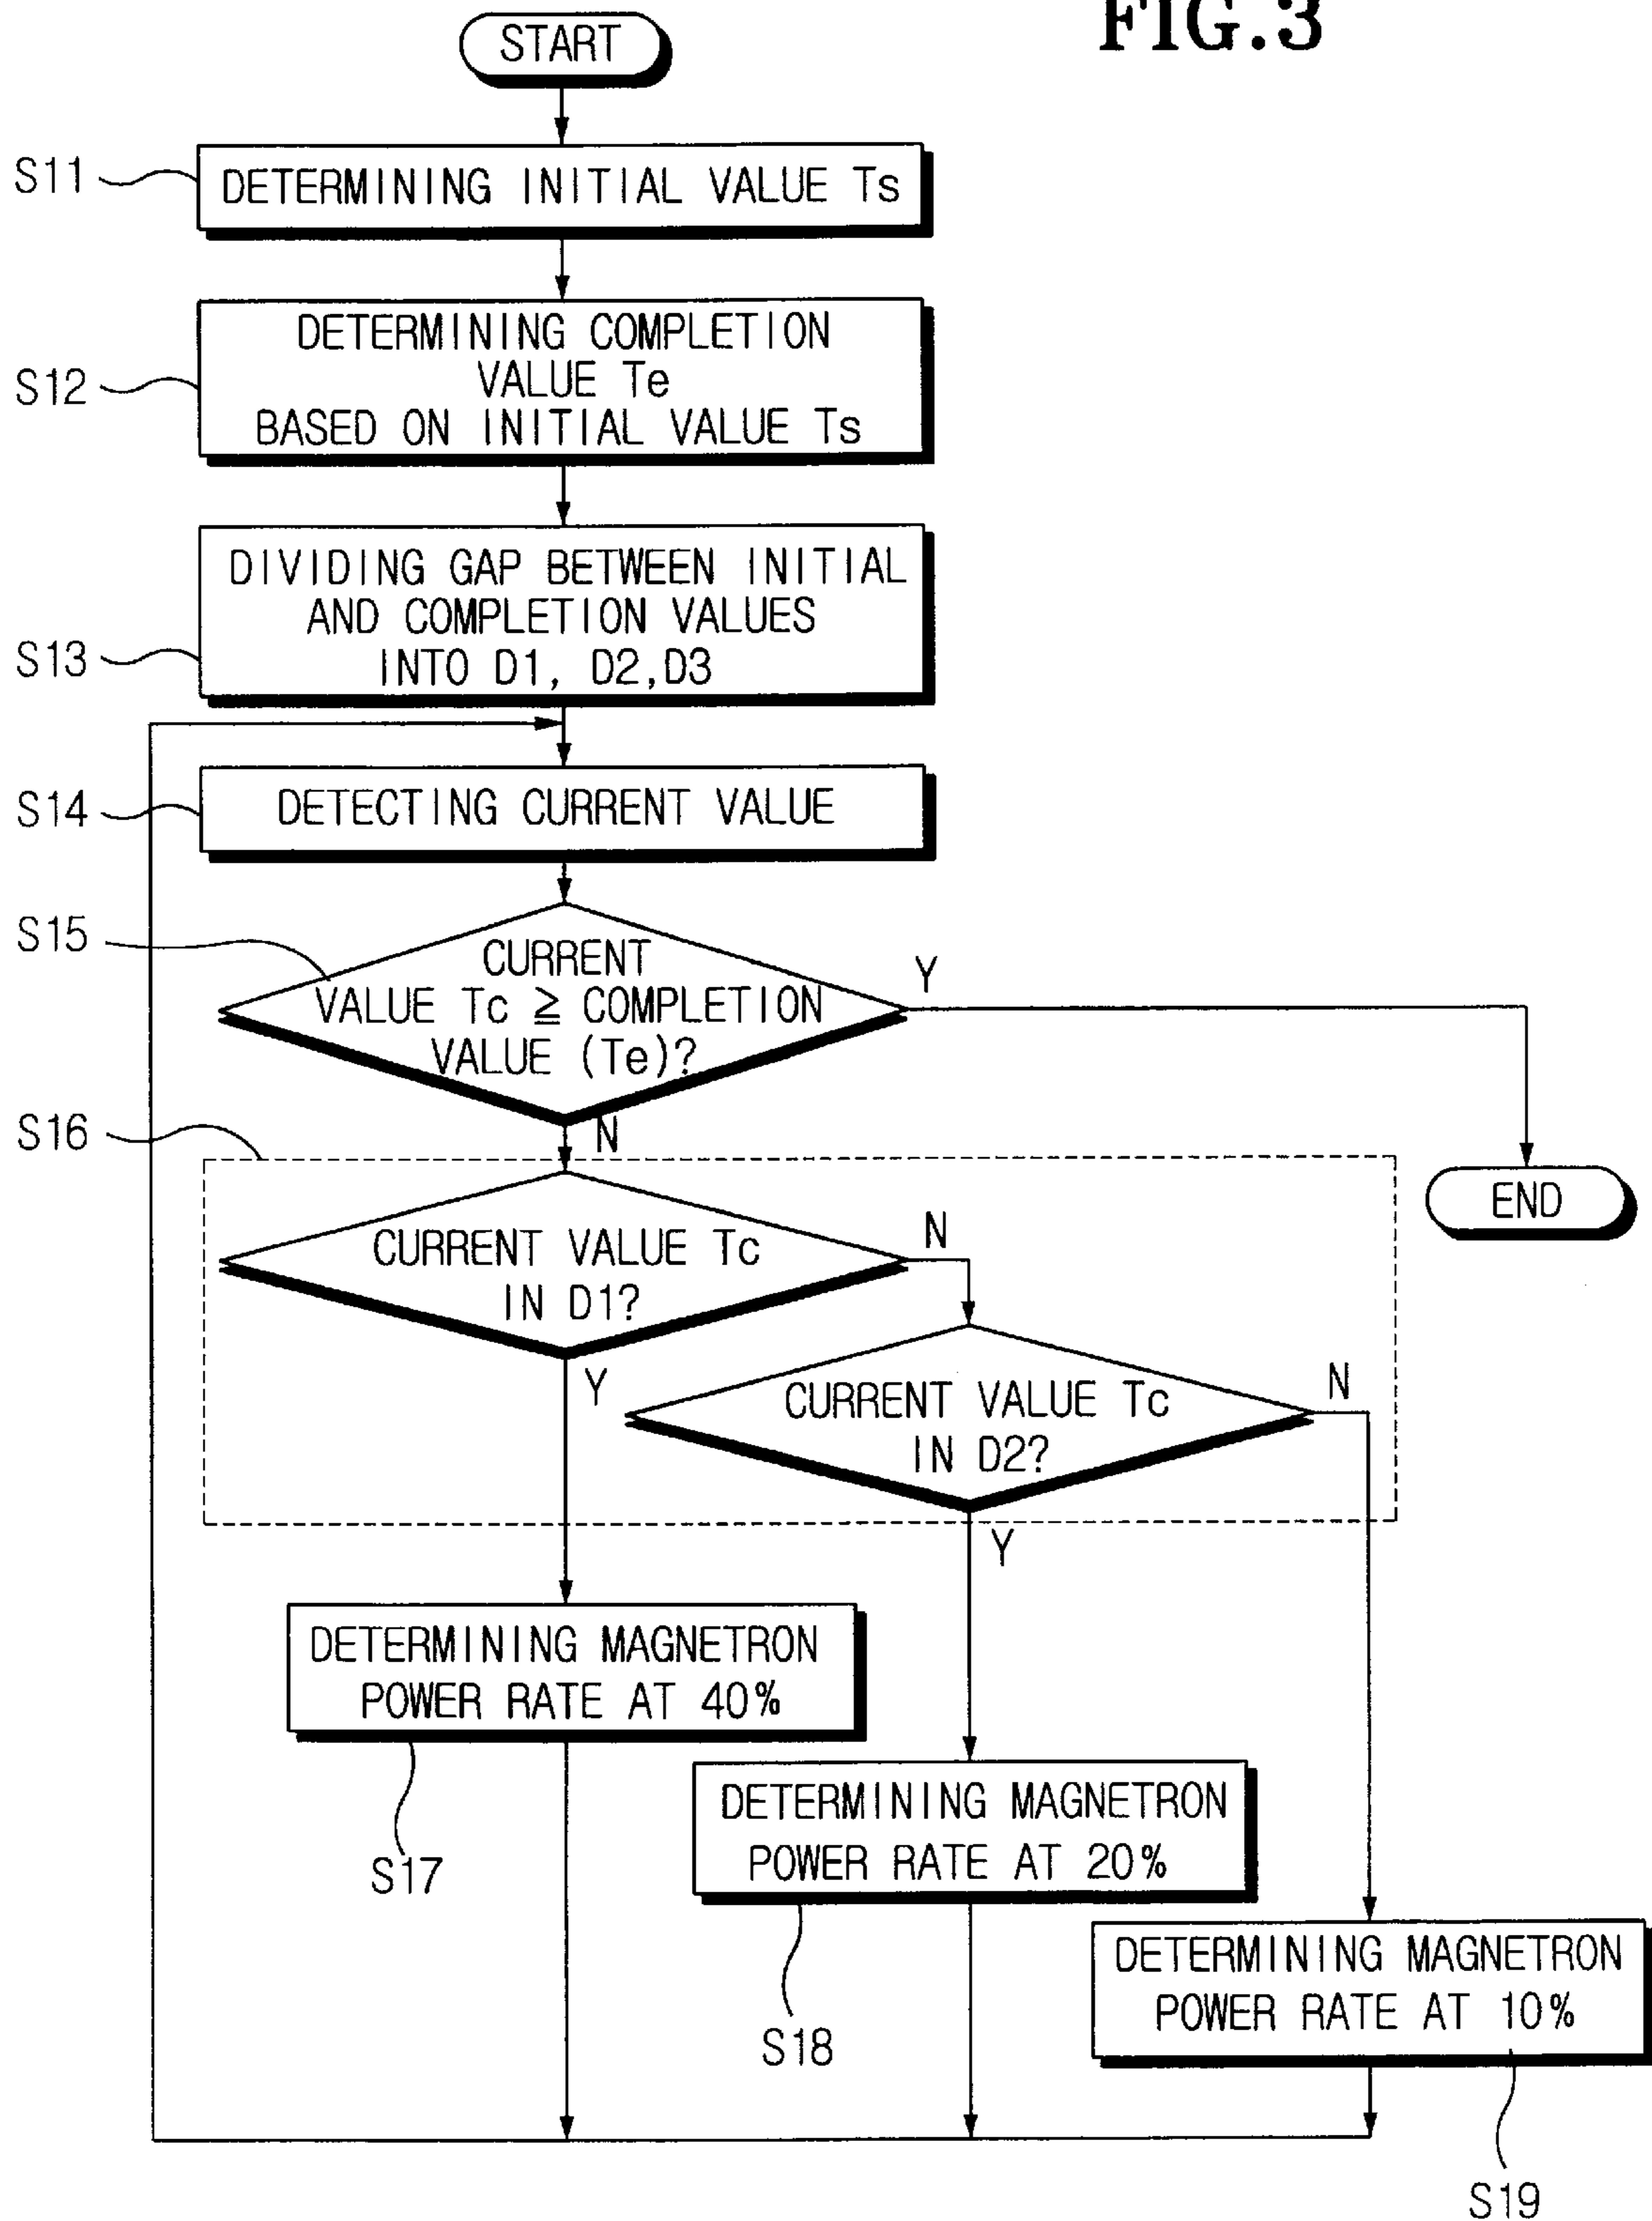 FIG.3
START
S11
DETERMINING INITIAL VALUE Ts
S12
DETERMINING COMPLETION
VALUE Te
BASED ON INITIAL VALUE Ts
S13
DIVIDING GAP BETWEEN INITIAL
AND COMPLETION VALUES
INTO D1, D2,D3
S14
DETECTING CURRENT VALUE
S15
CURRENT
VALUE Tc ≧ COMPLETION
VALUE (Te)?
Y
N
END
S16
CURRENT VALUE Tc
IN D1?
N
Y
CURRENT VALUE Tc
IN D2?
N
Y
DETERMINING MAGNETRON
POWER RATE AT 40%
S17
DETERMINING MAGNETRON
POWER RATE AT 20%
S18
DETERMINING MAGNETRON
POWER RATE AT 10%
S19